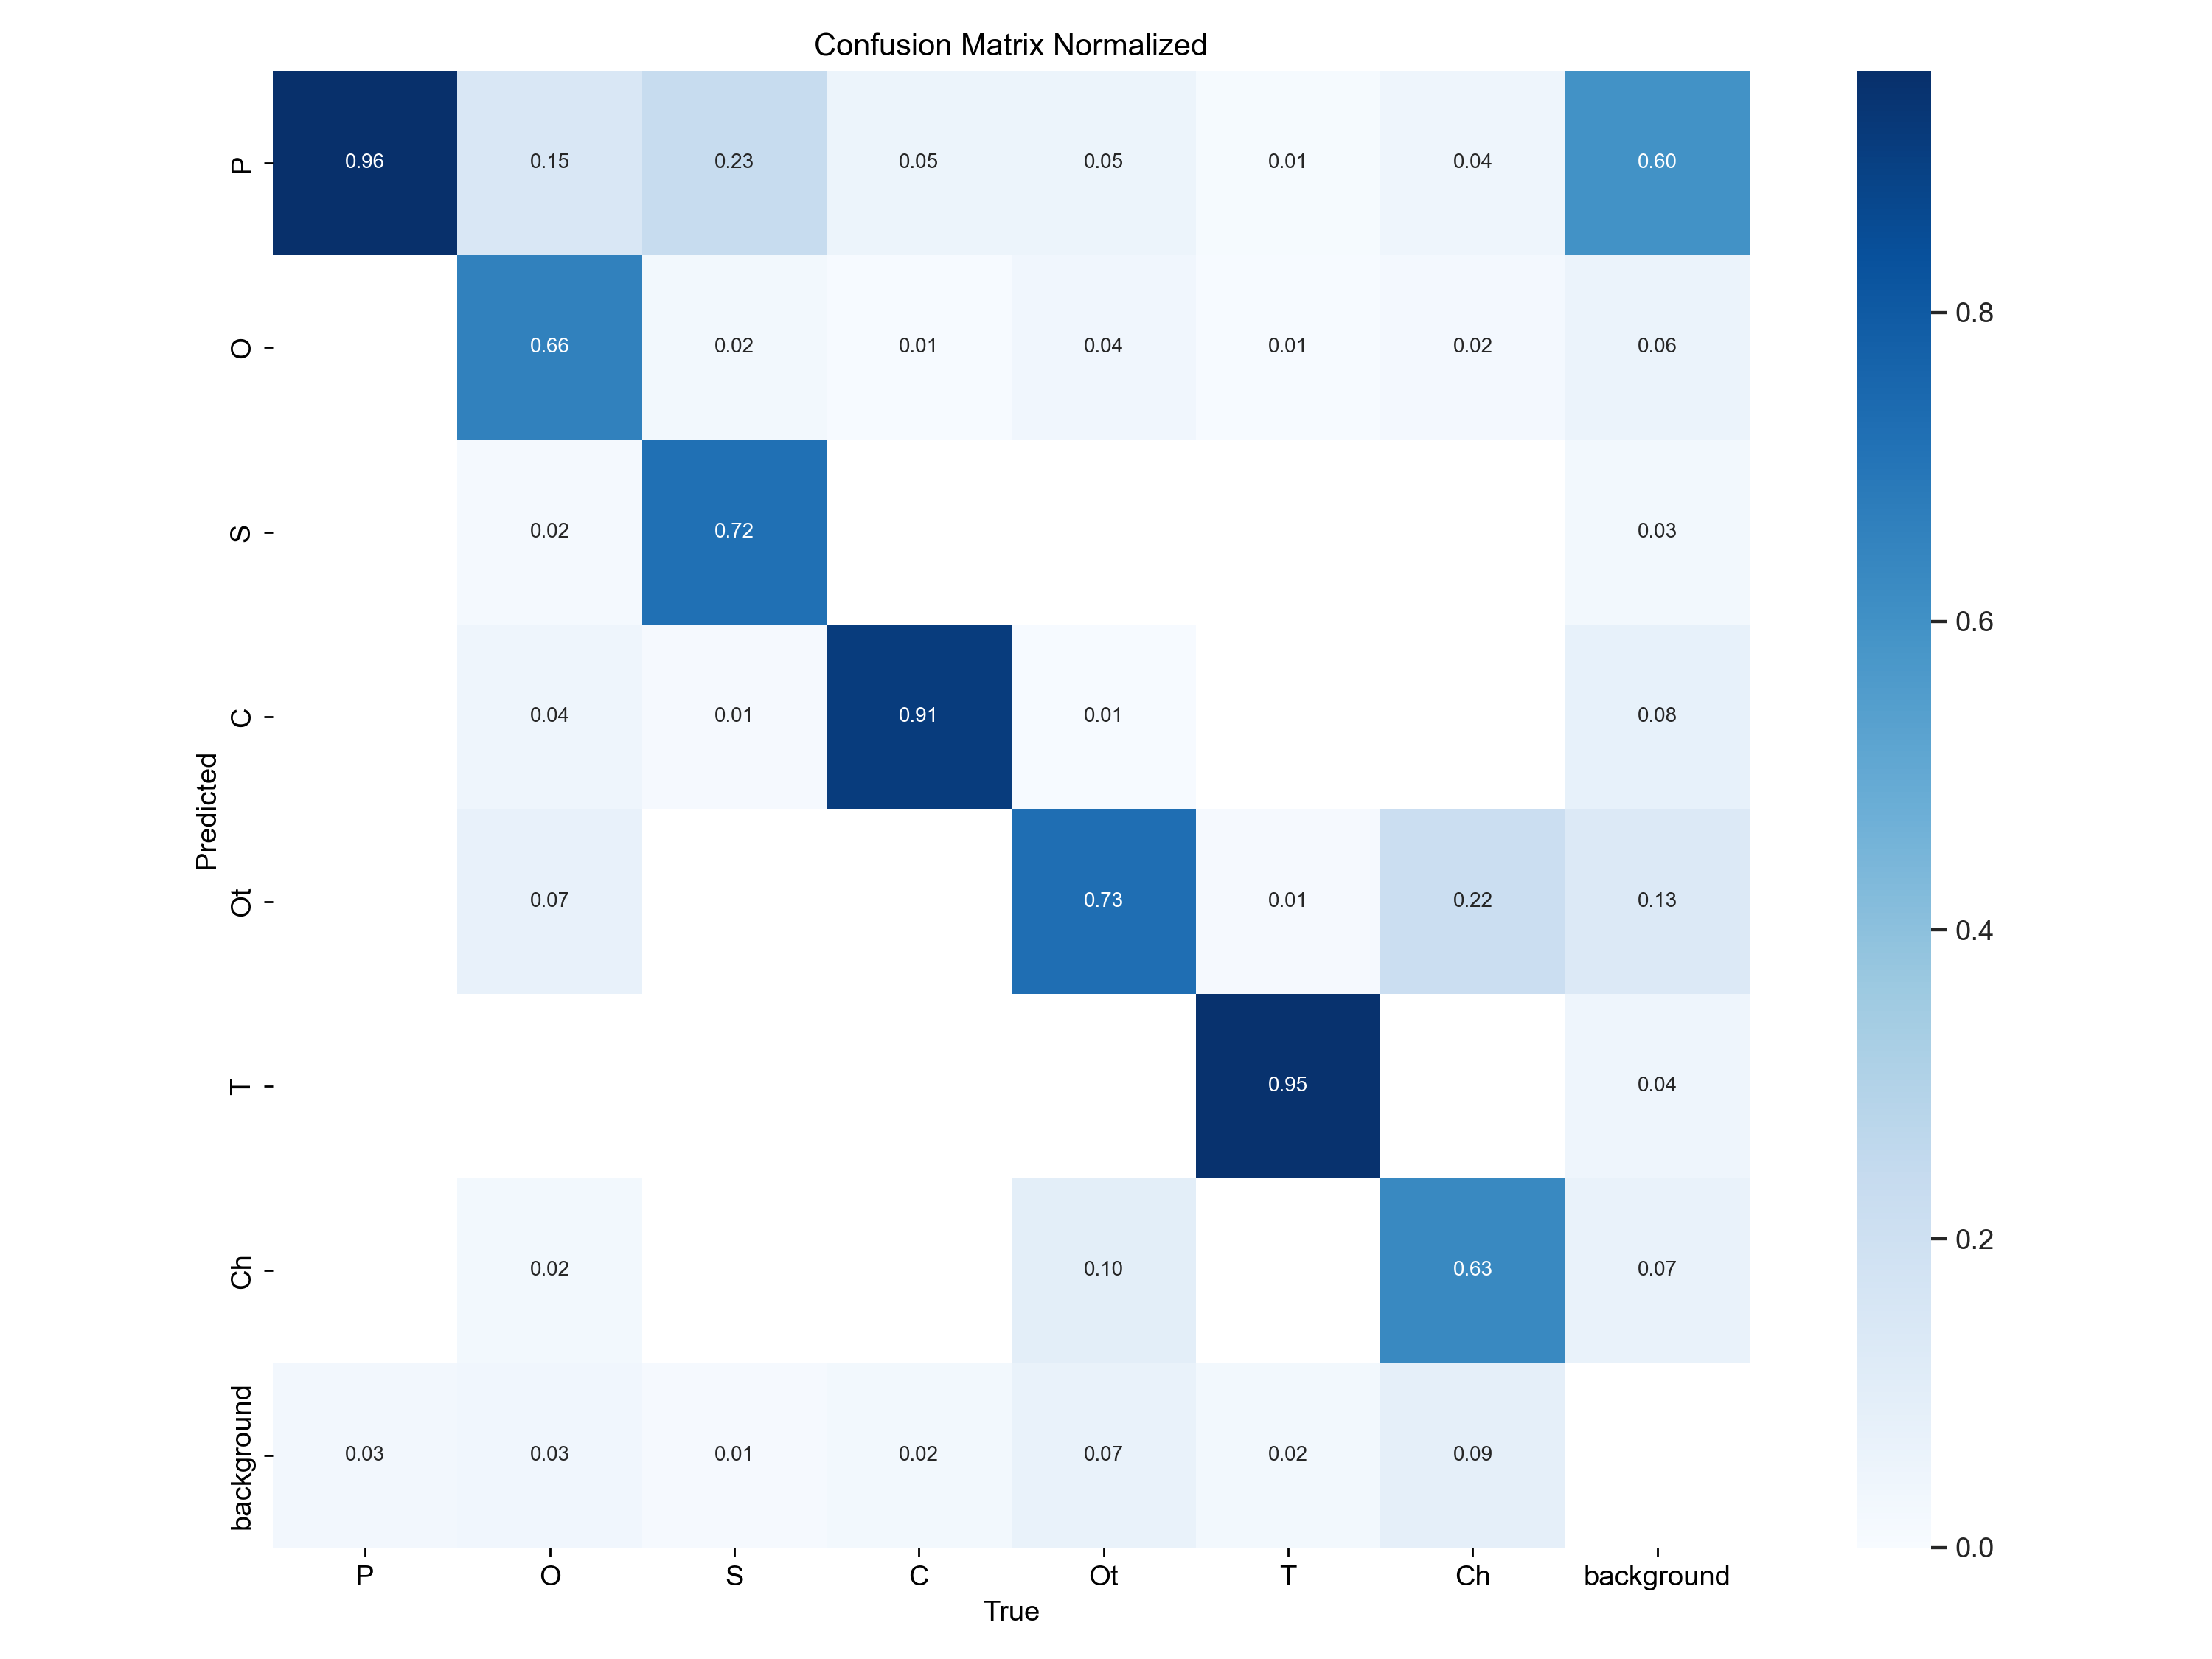 Confusion Matrix Normalized
P 0.96 0.15 0.23 0.05 0.05 0.01 0.04 0.60
O 0.66 0.02 0.01 0.04 0.01 0.02 0.06
S 0.02 0.72 0.03
C 0.04 0.01 0.91 0.01 0.08
Ot 0.07 0.73 0.01 0.22 0.13
T 0.95 0.04
Ch 0.02 0.10 0.63 0.07
background 0.03 0.03 0.01 0.02 0.07 0.02 0.09
P O S C Ot T Ch background
True
Predicted
0.8
0.6
0.4
0.2
0.0